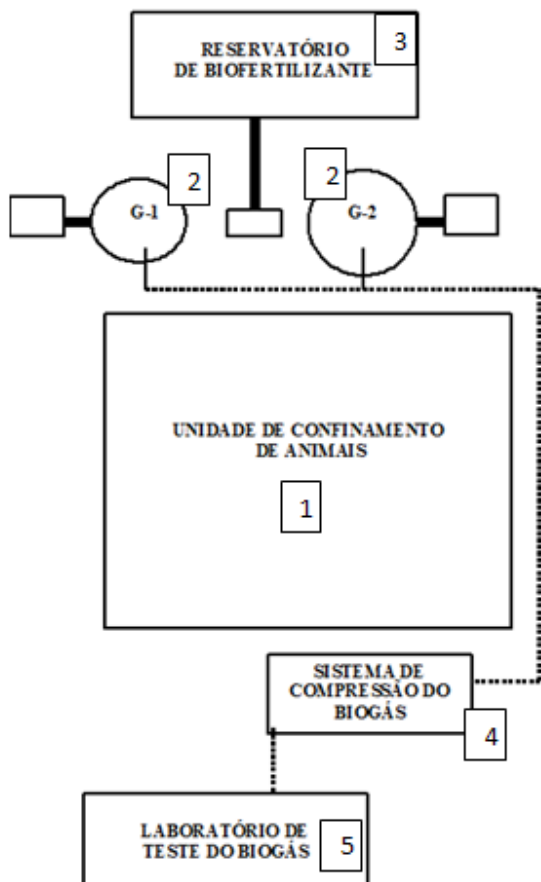 RESERVATÓRIO
DE BIOFERTILIZANTE
3
2
2
G-1
G-2
UNIDADE DE CONFINAMENTO
DE ANIMAIS
1
SISTEMA DE
COMPRESSÃO DO
BIOGÁS
4
LABORATÓRIO DE
TESTE DO BIOGÁS
5